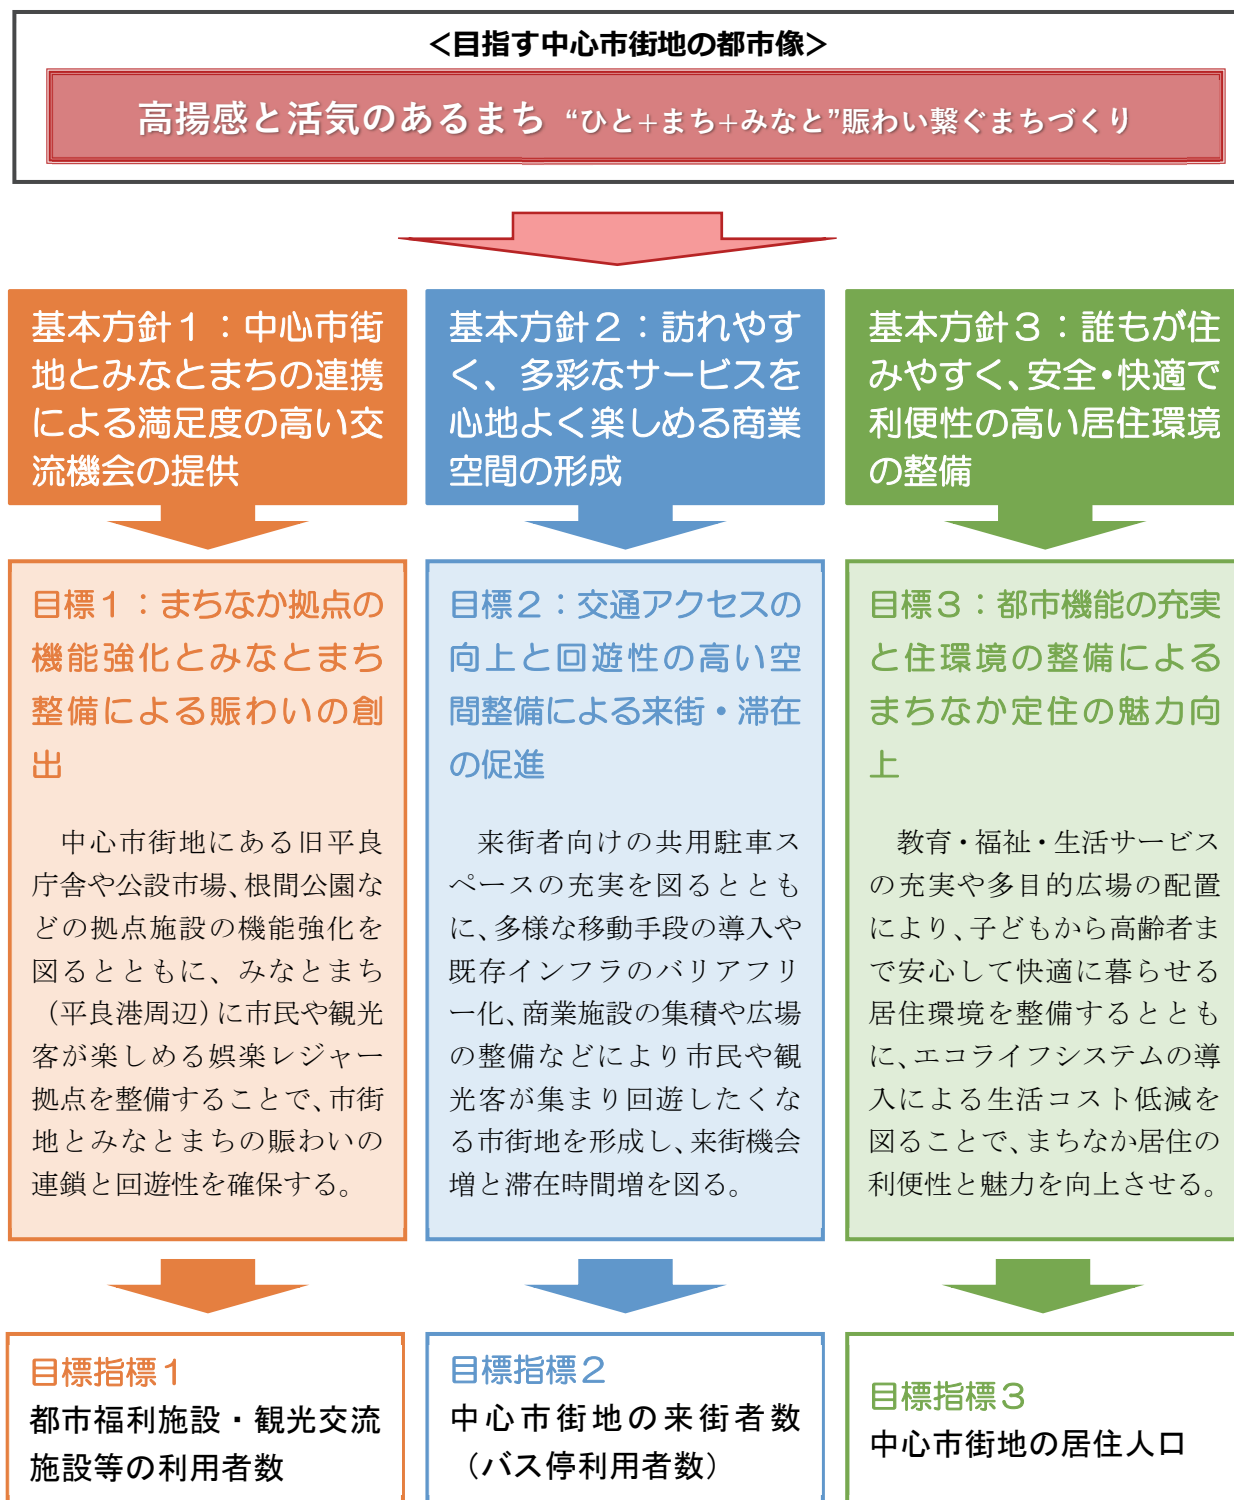 <目指す中心市街地の都市像>
高揚感と活気のあるまち “ひと+まち+みなと”賑わい繋ぐまちづくり
基本方針１：中心市街
地とみなとまちの連携
による満足度の高い交
流機会の提供
目標１：まちなか拠点の
機能強化とみなとまち
整備による賑わいの創
出
中心市街地にある旧平良
庁舎や公設市場、根間公園な
どの拠点施設の機能強化を
図るとともに、みなとまち
（平良港周辺）に市民や観光
客が楽しめる娯楽レジャー
拠点を整備することで、市街
地とみなとまちの賑わいの
連鎖と回遊性を確保する。
目標指標１
都市福利施設・観光交流
施設等の利用者数
基本方針２：訪れやす
く、多彩なサービスを
心地よく楽しめる商業
空間の形成
目標２：交通アクセスの
向上と回遊性の高い空
間整備による来街・滞在
の促進
来街者向けの共用駐車ス
ペースの充実を図るととも
に、多様な移動手段の導入や
既存インフラのバリアフリ
ー化、商業施設の集積や広場
の整備などにより市民や観
光客が集まり回遊したくな
る市街地を形成し、来街機会
増と滞在時間増を図る。
目標指標２
中心市街地の来街者数
（バス停利用者数）
基本方針３：誰もが住
みやすく、安全・快適で
利便性の高い居住環境
の整備
目標３：都市機能の充実
と住環境の整備による
まちなか定住の魅力向
上
教育・福祉・生活サービス
の充実や多目的広場の配置
により、子どもから高齢者ま
で安心して快適に暮らせる
居住環境を整備するととも
に、エコライフシステムの導
入による生活コスト低減を
図ることで、まちなか居住の
利便性と魅力を向上させる。
目標指標３
中心市街地の居住人口